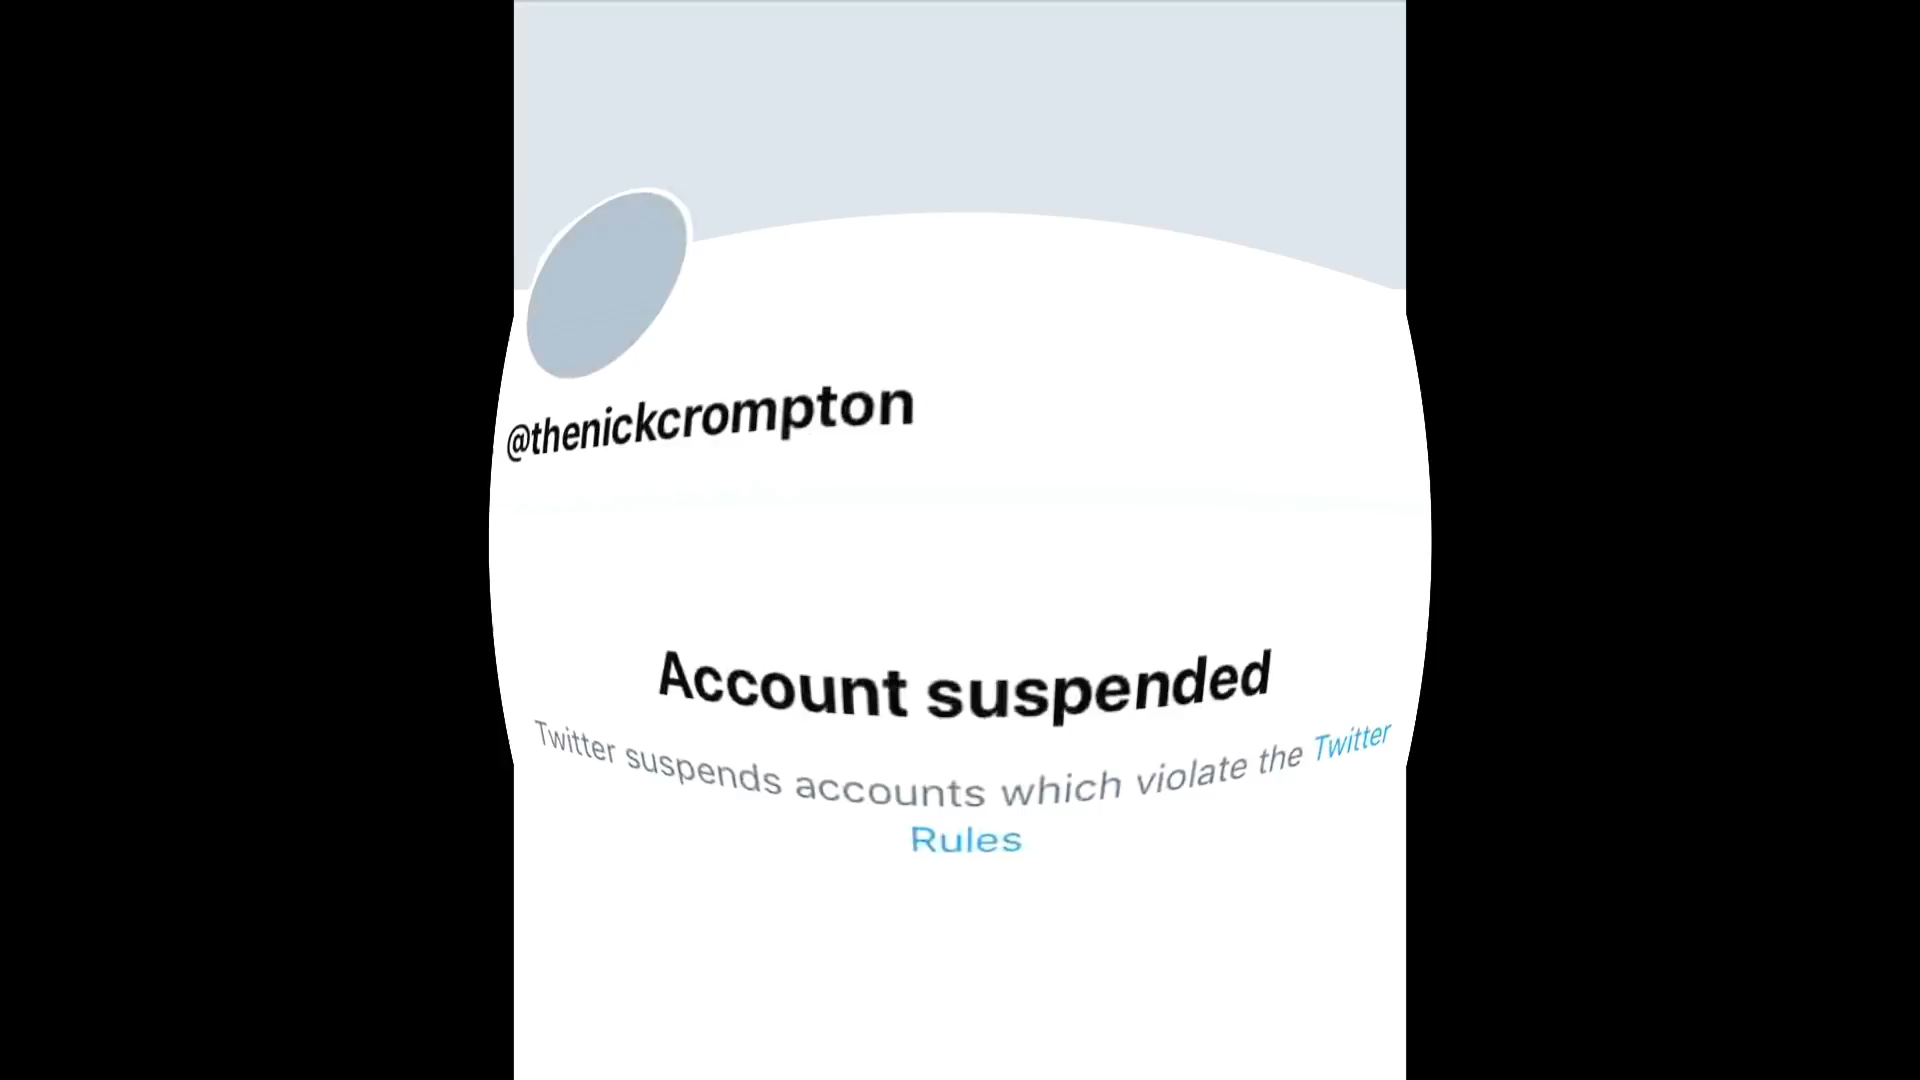 @thenickcrompton
Account suspended
Twitter suspends accounts which violate the Twitter
Rules